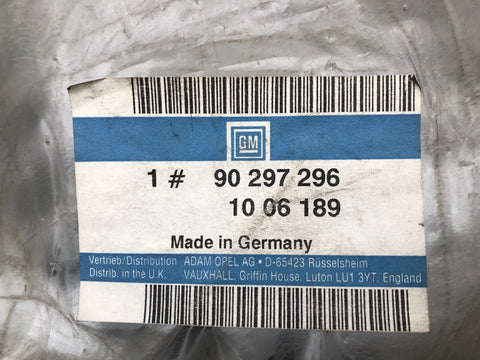 GM
1 # 90 297 296
10 06 189
Made in Germany
Vertrieb/Distribution ADAM OPEL AG • D-65423 Rüsselsheim
Distrib. in the U.K. VAUXHALL, Griffin House, Luton LU1 3YT, England